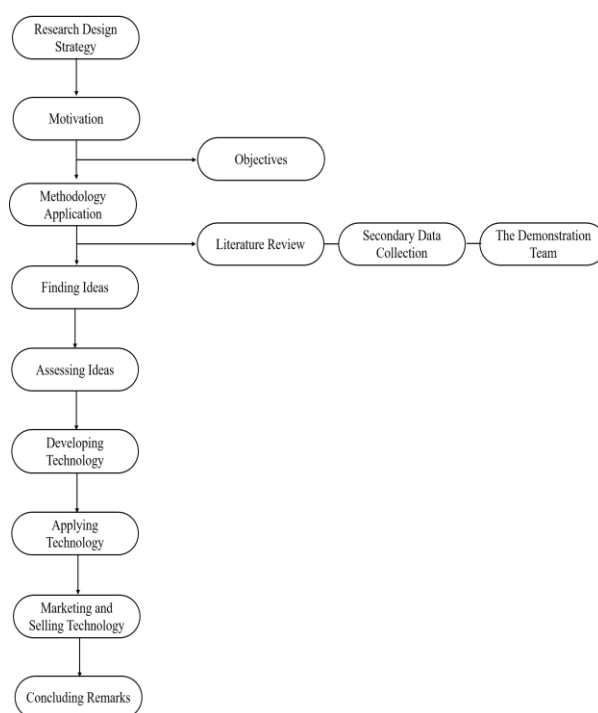 Research Design
Strategy
Motivation
Objectives
Methodology
Application
Literature Review
Secondary Data
Collection
The Demonstration
Team
Finding Ideas
Assessing Ideas
Developing
Technology
Applying
Technology
Marketing and
Selling Technology
Concluding Remarks